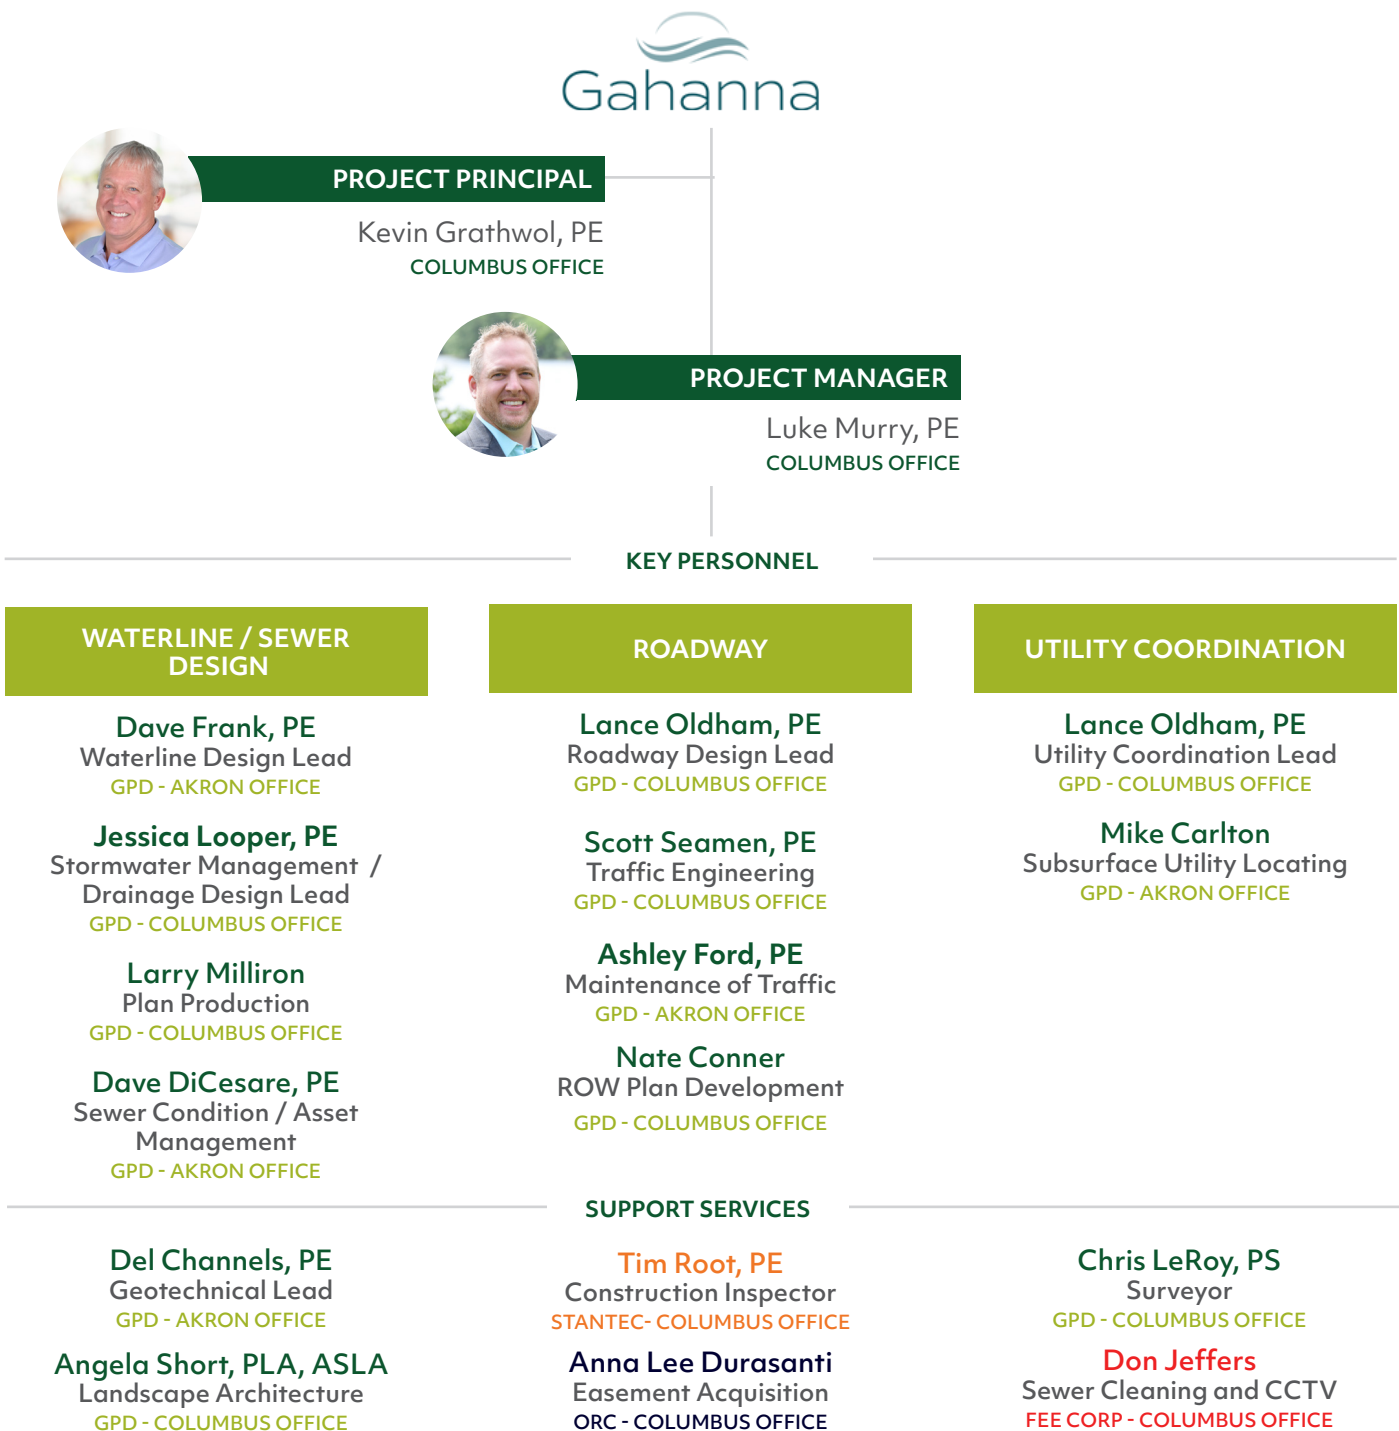 Gahanna
PROJECT PRINCIPAL
Kevin Grathwol, PE
COLUMBUS OFFICE
PROJECT MANAGER
Luke Murry, PE
COLUMBUS OFFICE
KEY PERSONNEL
WATERLINE / SEWER
DESIGN
Dave Frank, PE
Waterline Design Lead
GPD - AKRON OFFICE
Jessica Looper, PE
Stormwater Management /
Drainage Design Lead
GPD - COLUMBUS OFFICE
Larry Milliron
Plan Production
GPD - COLUMBUS OFFICE
Dave DiCesare, PE
Sewer Condition / Asset
Management
GPD - AKRON OFFICE
ROADWAY
Lance Oldham, PE
Roadway Design Lead
GPD - COLUMBUS OFFICE
Scott Seamen, PE
Traffic Engineering
GPD - COLUMBUS OFFICE
Ashley Ford, PE
Maintenance of Traffic
GPD - AKRON OFFICE
Nate Conner
ROW Plan Development
GPD - COLUMBUS OFFICE
UTILITY COORDINATION
Lance Oldham, PE
Utility Coordination Lead
GPD - COLUMBUS OFFICE
Mike Carlton
Subsurface Utility Locating
GPD - AKRON OFFICE
SUPPORT SERVICES
Del Channels, PE
Geotechnical Lead
GPD - AKRON OFFICE
Angela Short, PLA, ASLA
Landscape Architecture
GPD - COLUMBUS OFFICE
Tim Root, PE
Construction Inspector
STANTEC- COLUMBUS OFFICE
Anna Lee Durasanti
Easement Acquisition
ORC - COLUMBUS OFFICE
Chris LeRoy, PS
Surveyor
GPD - COLUMBUS OFFICE
Don Jeffers
Sewer Cleaning and CCTV
FEE CORP - COLUMBUS OFFICE